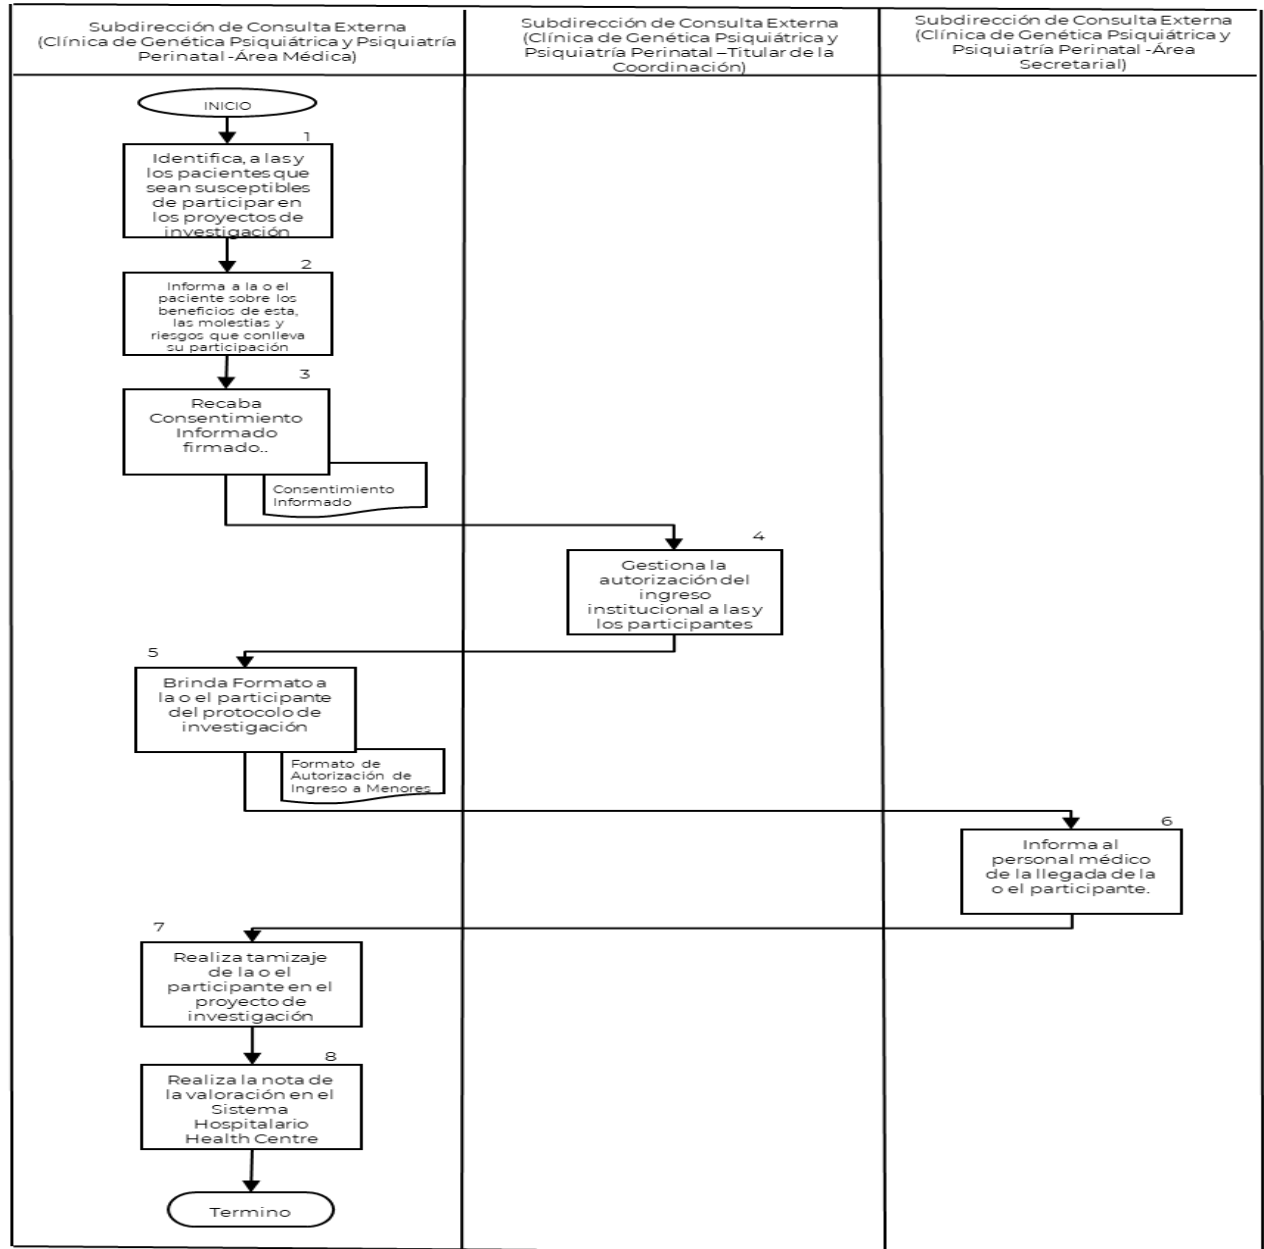 Subdirección de Consulta Externa
(Clínica de Genética Psiquiátrica y Psiquiatría
Perinatal -Área Médica)
Subdirección de Consulta Externa
(Clínica de Genética Psiquiátrica y
Psiquiatría Perinatal –Titular de la
Coordinación)
Subdirección de Consulta Externa
(Clínica de Genética Psiquiátrica y
Psiquiatría Perinatal -Área
Secretarial)
INICIO
1
Identifica, a las y
los pacientes que
sean susceptibles
de participar en
los proyectos de
investigación
2
Informa a la o el
paciente sobre los
beneficios de esta,
las molestias y
riesgos que conlleva
su participación
3
Recaba
Consentimiento
Informado
firmado..
Consentimiento
Informado
4
Gestiona la
autorización del
ingreso
institucional a las y
los participantes
5
Brinda Formato a
la o el participante
del protocolo de
investigación
Formato de
Autorización de
Ingreso a Menores
6
Informa al
personal médico
de la llegada de la
o el participante.
7
Realiza tamizaje
de la o el
participante en el
proyecto de
investigación
8
Realiza la nota de
la valoración en el
Sistema
Hospitalario
Health Centre
Termino